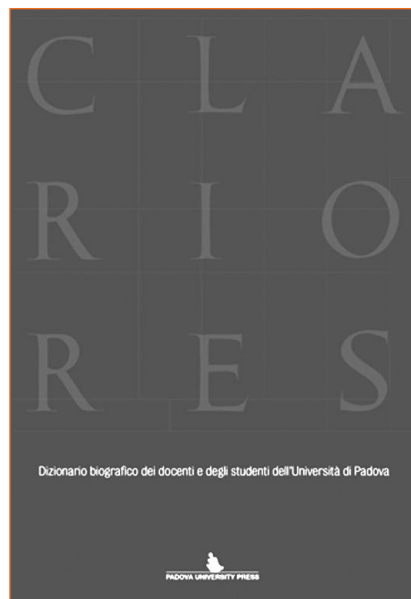 C L A
R I O
R E S
Dizionario biografico dei docenti e degli studenti dell'Università di Padova
PADOVA UNIVERSITY PRESS